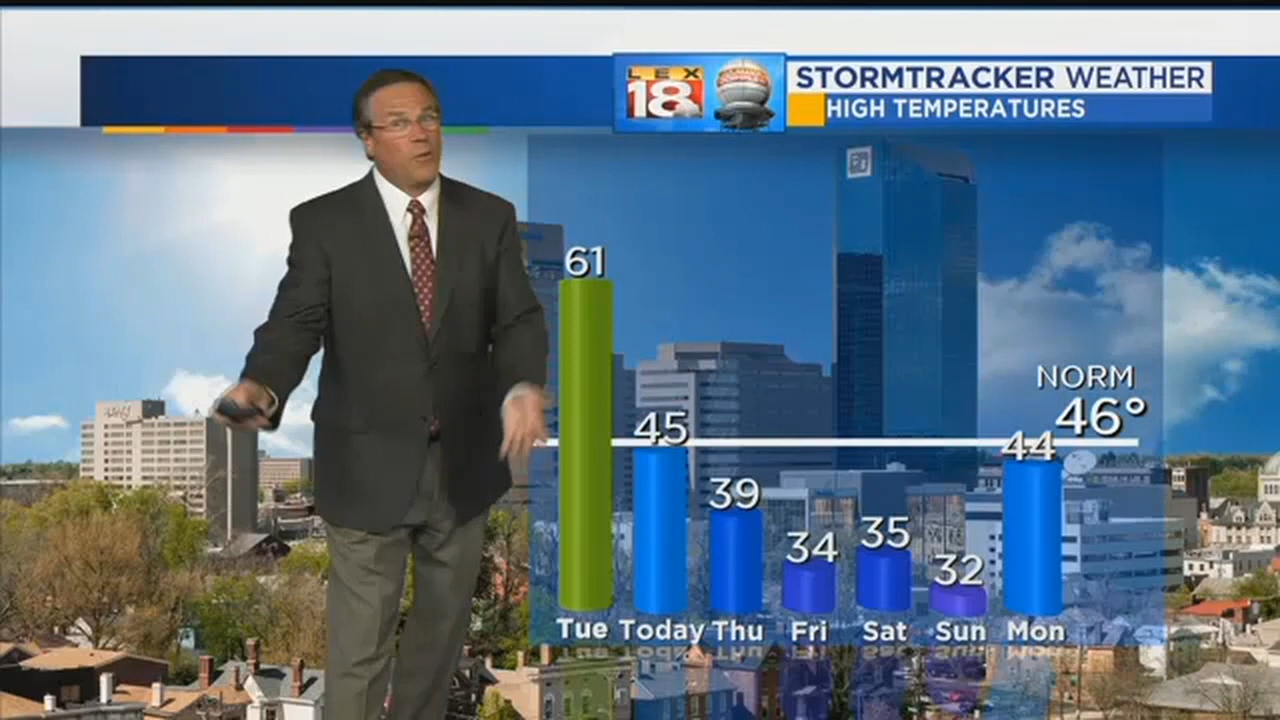 LEX
18
STORMTRACKER WEATHER
HIGH TEMPERATURES
61
NORM
46°
45
44
39
34
35
32
Tue Today Thu Fri Sat Sun Mon